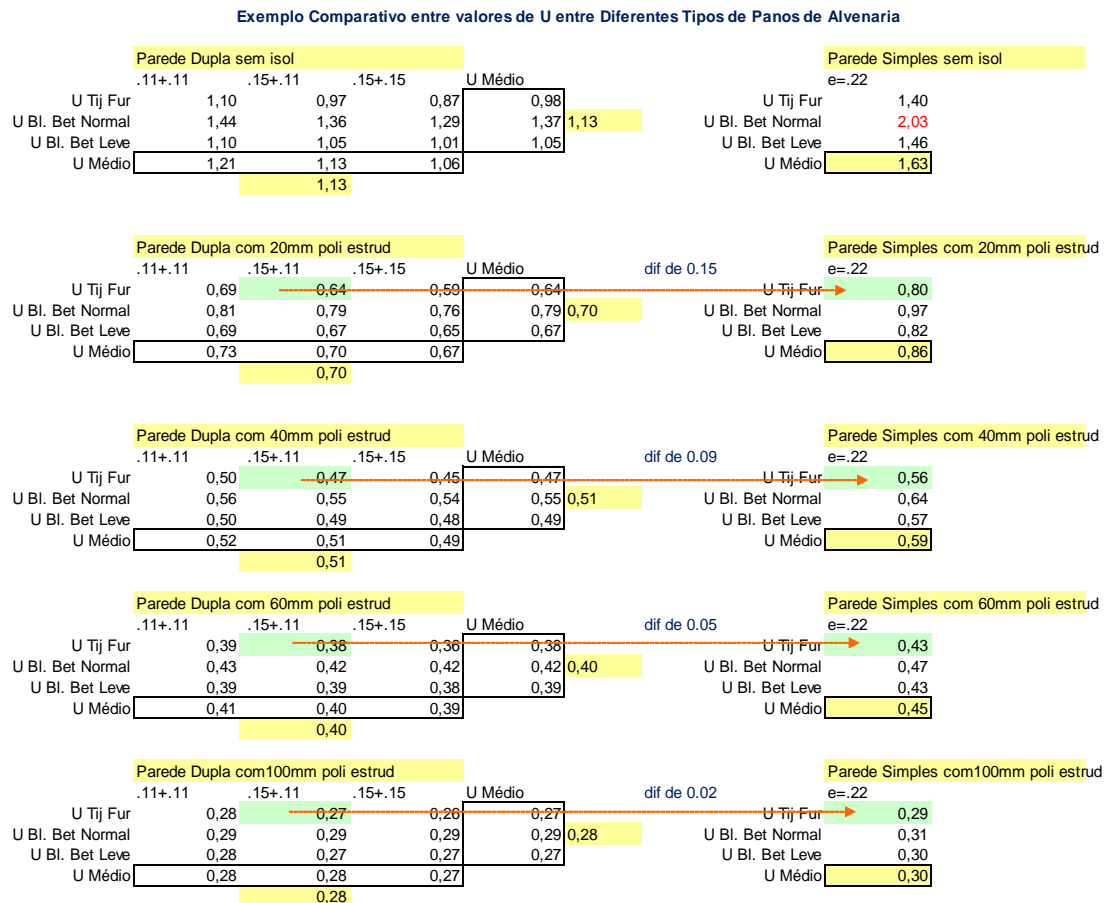 Exemplo Comparativo entre valores de U entre Diferentes Tipos de Panos de Alvenaria
Parede Dupla sem isol Parede Simples sem isol
.11+.11 .15+.11 .15+.15 U Médio e=.22
U Tij Fur 1,10 0,97 0,87 0,98 U Tij Fur 1,40
U Bl. Bet Normal 1,44 1,36 1,29 1,37 1,13 U Bl. Bet Normal 2,03
U Bl. Bet Leve 1,10 1,05 1,01 1,05 U Bl. Bet Leve 1,46
U Médio 1,21 1,13 1,06 U Médio 1,63
1,13
Parede Dupla com 20mm poli estrud Parede Simples com 20mm poli estrud
.11+.11 .15+.11 .15+.15 U Médio dif de 0.15 e=.22
U Tij Fur 0,69 0,64 0,59 0,64 U Tij Fur 0,80
U Bl. Bet Normal 0,81 0,79 0,76 0,79 0,70 U Bl. Bet Normal 0,97
U Bl. Bet Leve 0,69 0,67 0,65 0,67 U Bl. Bet Leve 0,82
U Médio 0,73 0,70 0,67 U Médio 0,86
0,70
Parede Dupla com 40mm poli estrud Parede Simples com 40mm poli estrud
.11+.11 .15+.11 .15+.15 U Médio dif de 0.09 e=.22
U Tij Fur 0,50 0,47 0,45 0,47 U Tij Fur 0,56
U Bl. Bet Normal 0,56 0,55 0,54 0,55 0,51 U Bl. Bet Normal 0,64
U Bl. Bet Leve 0,50 0,49 0,48 0,49 U Bl. Bet Leve 0,57
U Médio 0,52 0,51 0,49 U Médio 0,59
0,51
Parede Dupla com 60mm poli estrud Parede Simples com 60mm poli estrud
.11+.11 .15+.11 .15+.15 U Médio dif de 0.05 e=.22
U Tij Fur 0,39 0,38 0,36 0,38 U Tij Fur 0,43
U Bl. Bet Normal 0,43 0,42 0,42 0,42 0,40 U Bl. Bet Normal 0,47
U Bl. Bet Leve 0,39 0,39 0,38 0,39 U Bl. Bet Leve 0,43
U Médio 0,41 0,40 0,39 U Médio 0,45
0,40
Parede Dupla com100mm poli estrud Parede Simples com100mm poli estrud
.11+.11 .15+.11 .15+.15 U Médio dif de 0.02 e=.22
U Tij Fur 0,28 0,27 0,26 0,27 U Tij Fur 0,29
U Bl. Bet Normal 0,29 0,29 0,29 0,29 0,28 U Bl. Bet Normal 0,31
U Bl. Bet Leve 0,28 0,27 0,27 0,27 U Bl. Bet Leve 0,30
U Médio 0,28 0,28 0,27 U Médio 0,30
0,28